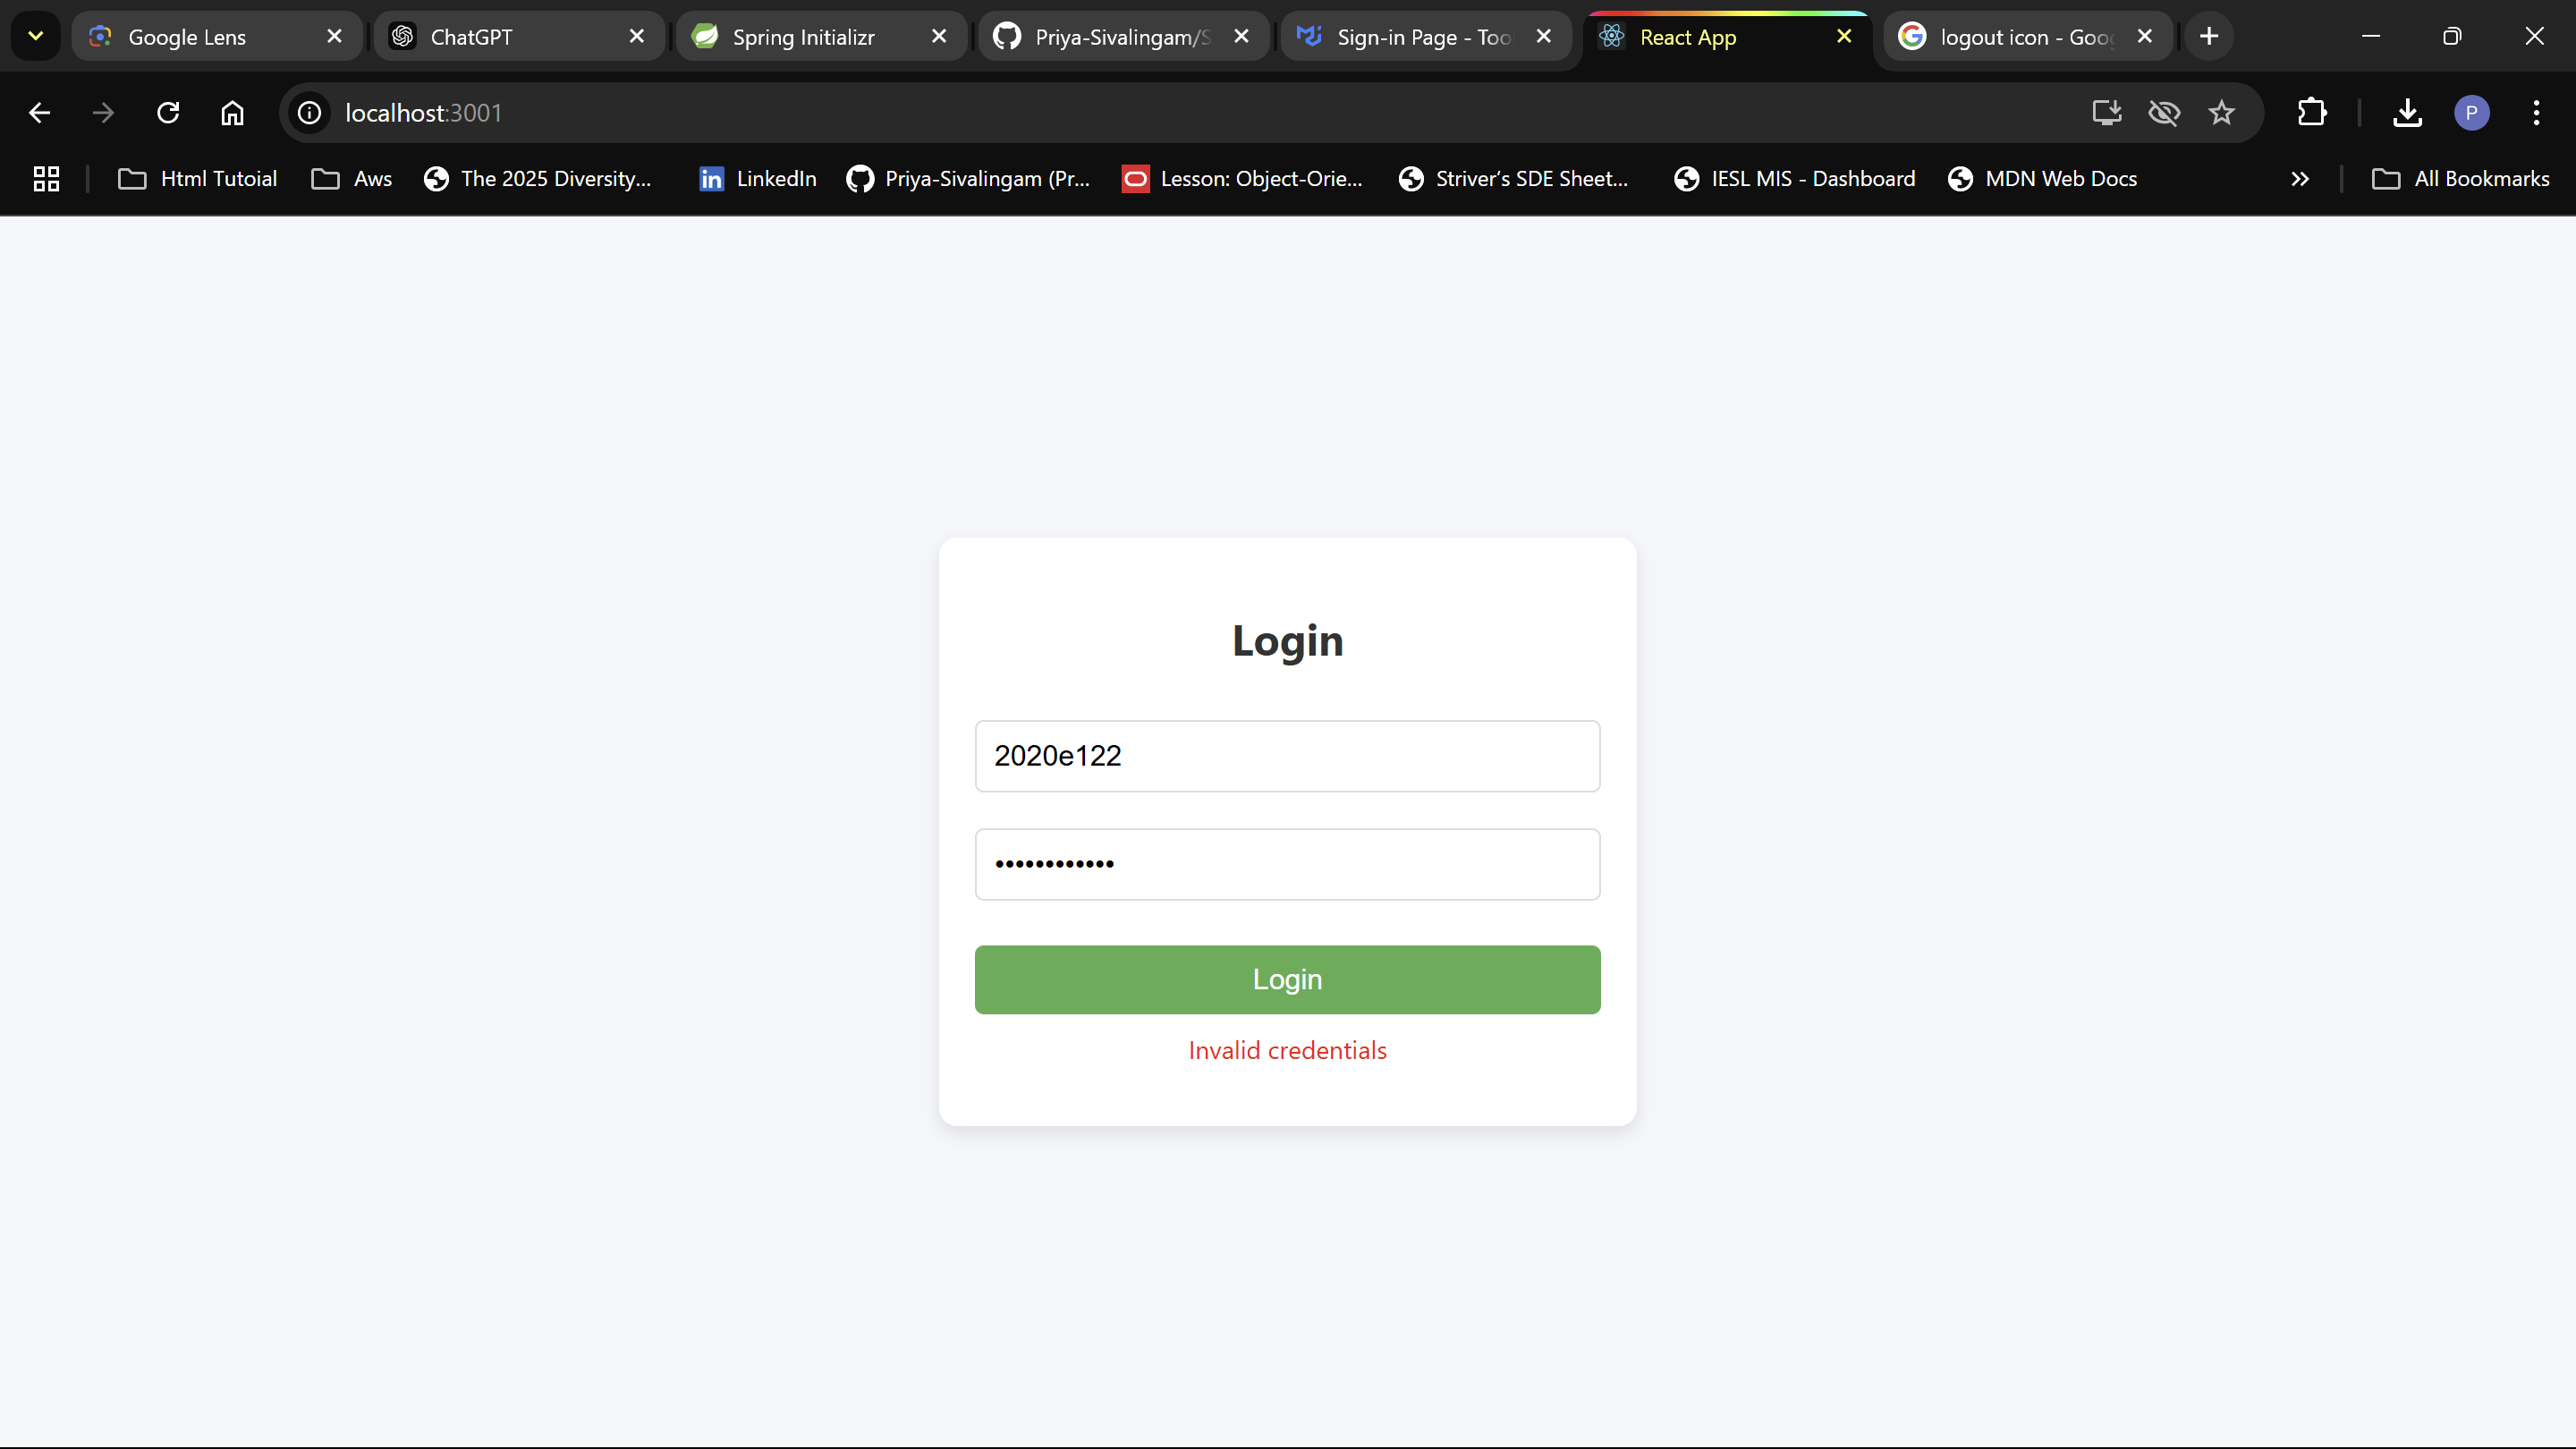 Google Lens
ChatGPT
Spring Initializr
Priya-Sivalingam/S
Sign-in Page - Too
React App
logout icon - Goog
localhost:3001
P
Html Tutoial
Aws
The 2025 Diversity...
LinkedIn
Priya-Sivalingam (Pr...
Lesson: Object-Orie...
Striver's SDE Sheet...
IESL MIS - Dashboard
MDN Web Docs
All Bookmarks
Login
2020e122
••••••••••••
Login
Invalid credentials